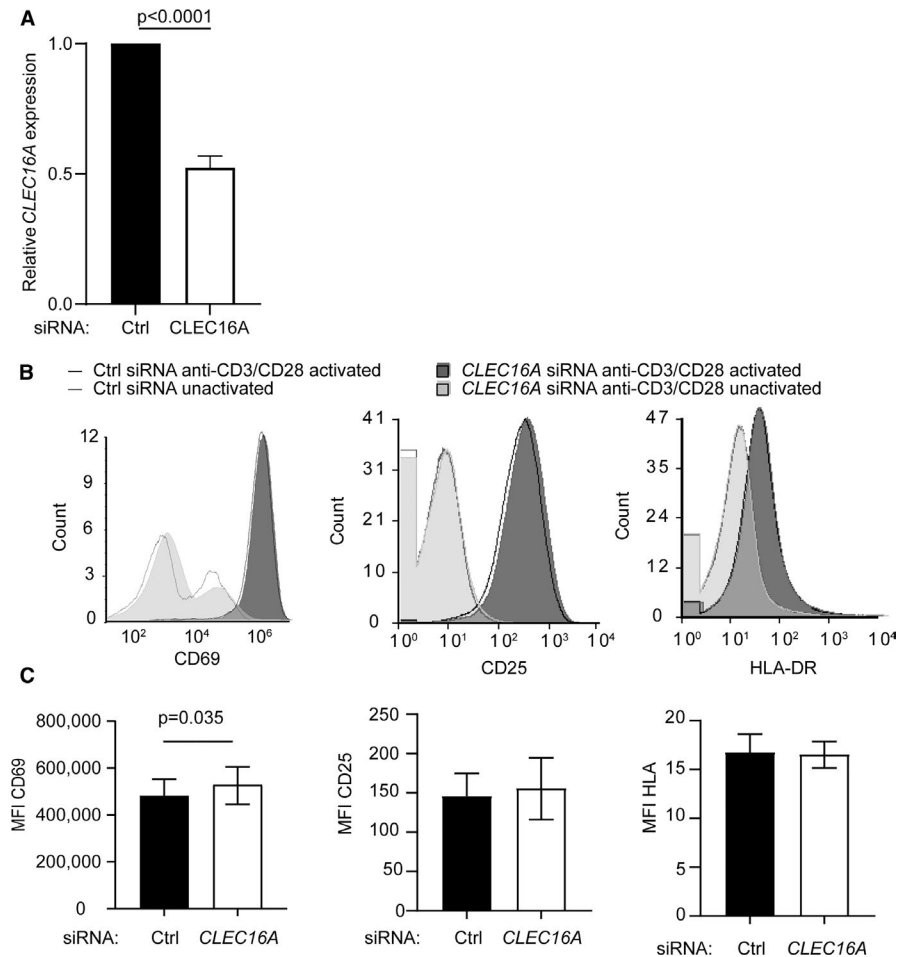 A
p<0.0001
Relative CLEC16A expression
1.0
0.5
0.0
siRNA: Ctrl CLEC16A
B
Ctrl siRNA anti-CD3/CD28 activated
Ctrl siRNA unactivated
CLEC16A siRNA anti-CD3/CD28 activated
CLEC16A siRNA anti-CD3/CD28 unactivated
Count
12
9
6
3
0
10² 10⁴ 10⁶
CD69
Count
41
31
21
10
0
10⁰ 10¹ 10² 10³ 10⁴
CD25
Count
47
35
24
12
0
10⁰ 10¹ 10² 10³ 10⁴
HLA-DR
C
p=0.035
MFI CD69
800,000
600,000
400,000
200,000
0
siRNA: Ctrl CLEC16A
MFI CD25
250
200
150
100
50
0
siRNA: Ctrl CLEC16A
MFI HLA
20
15
10
5
0
siRNA: Ctrl CLEC16A